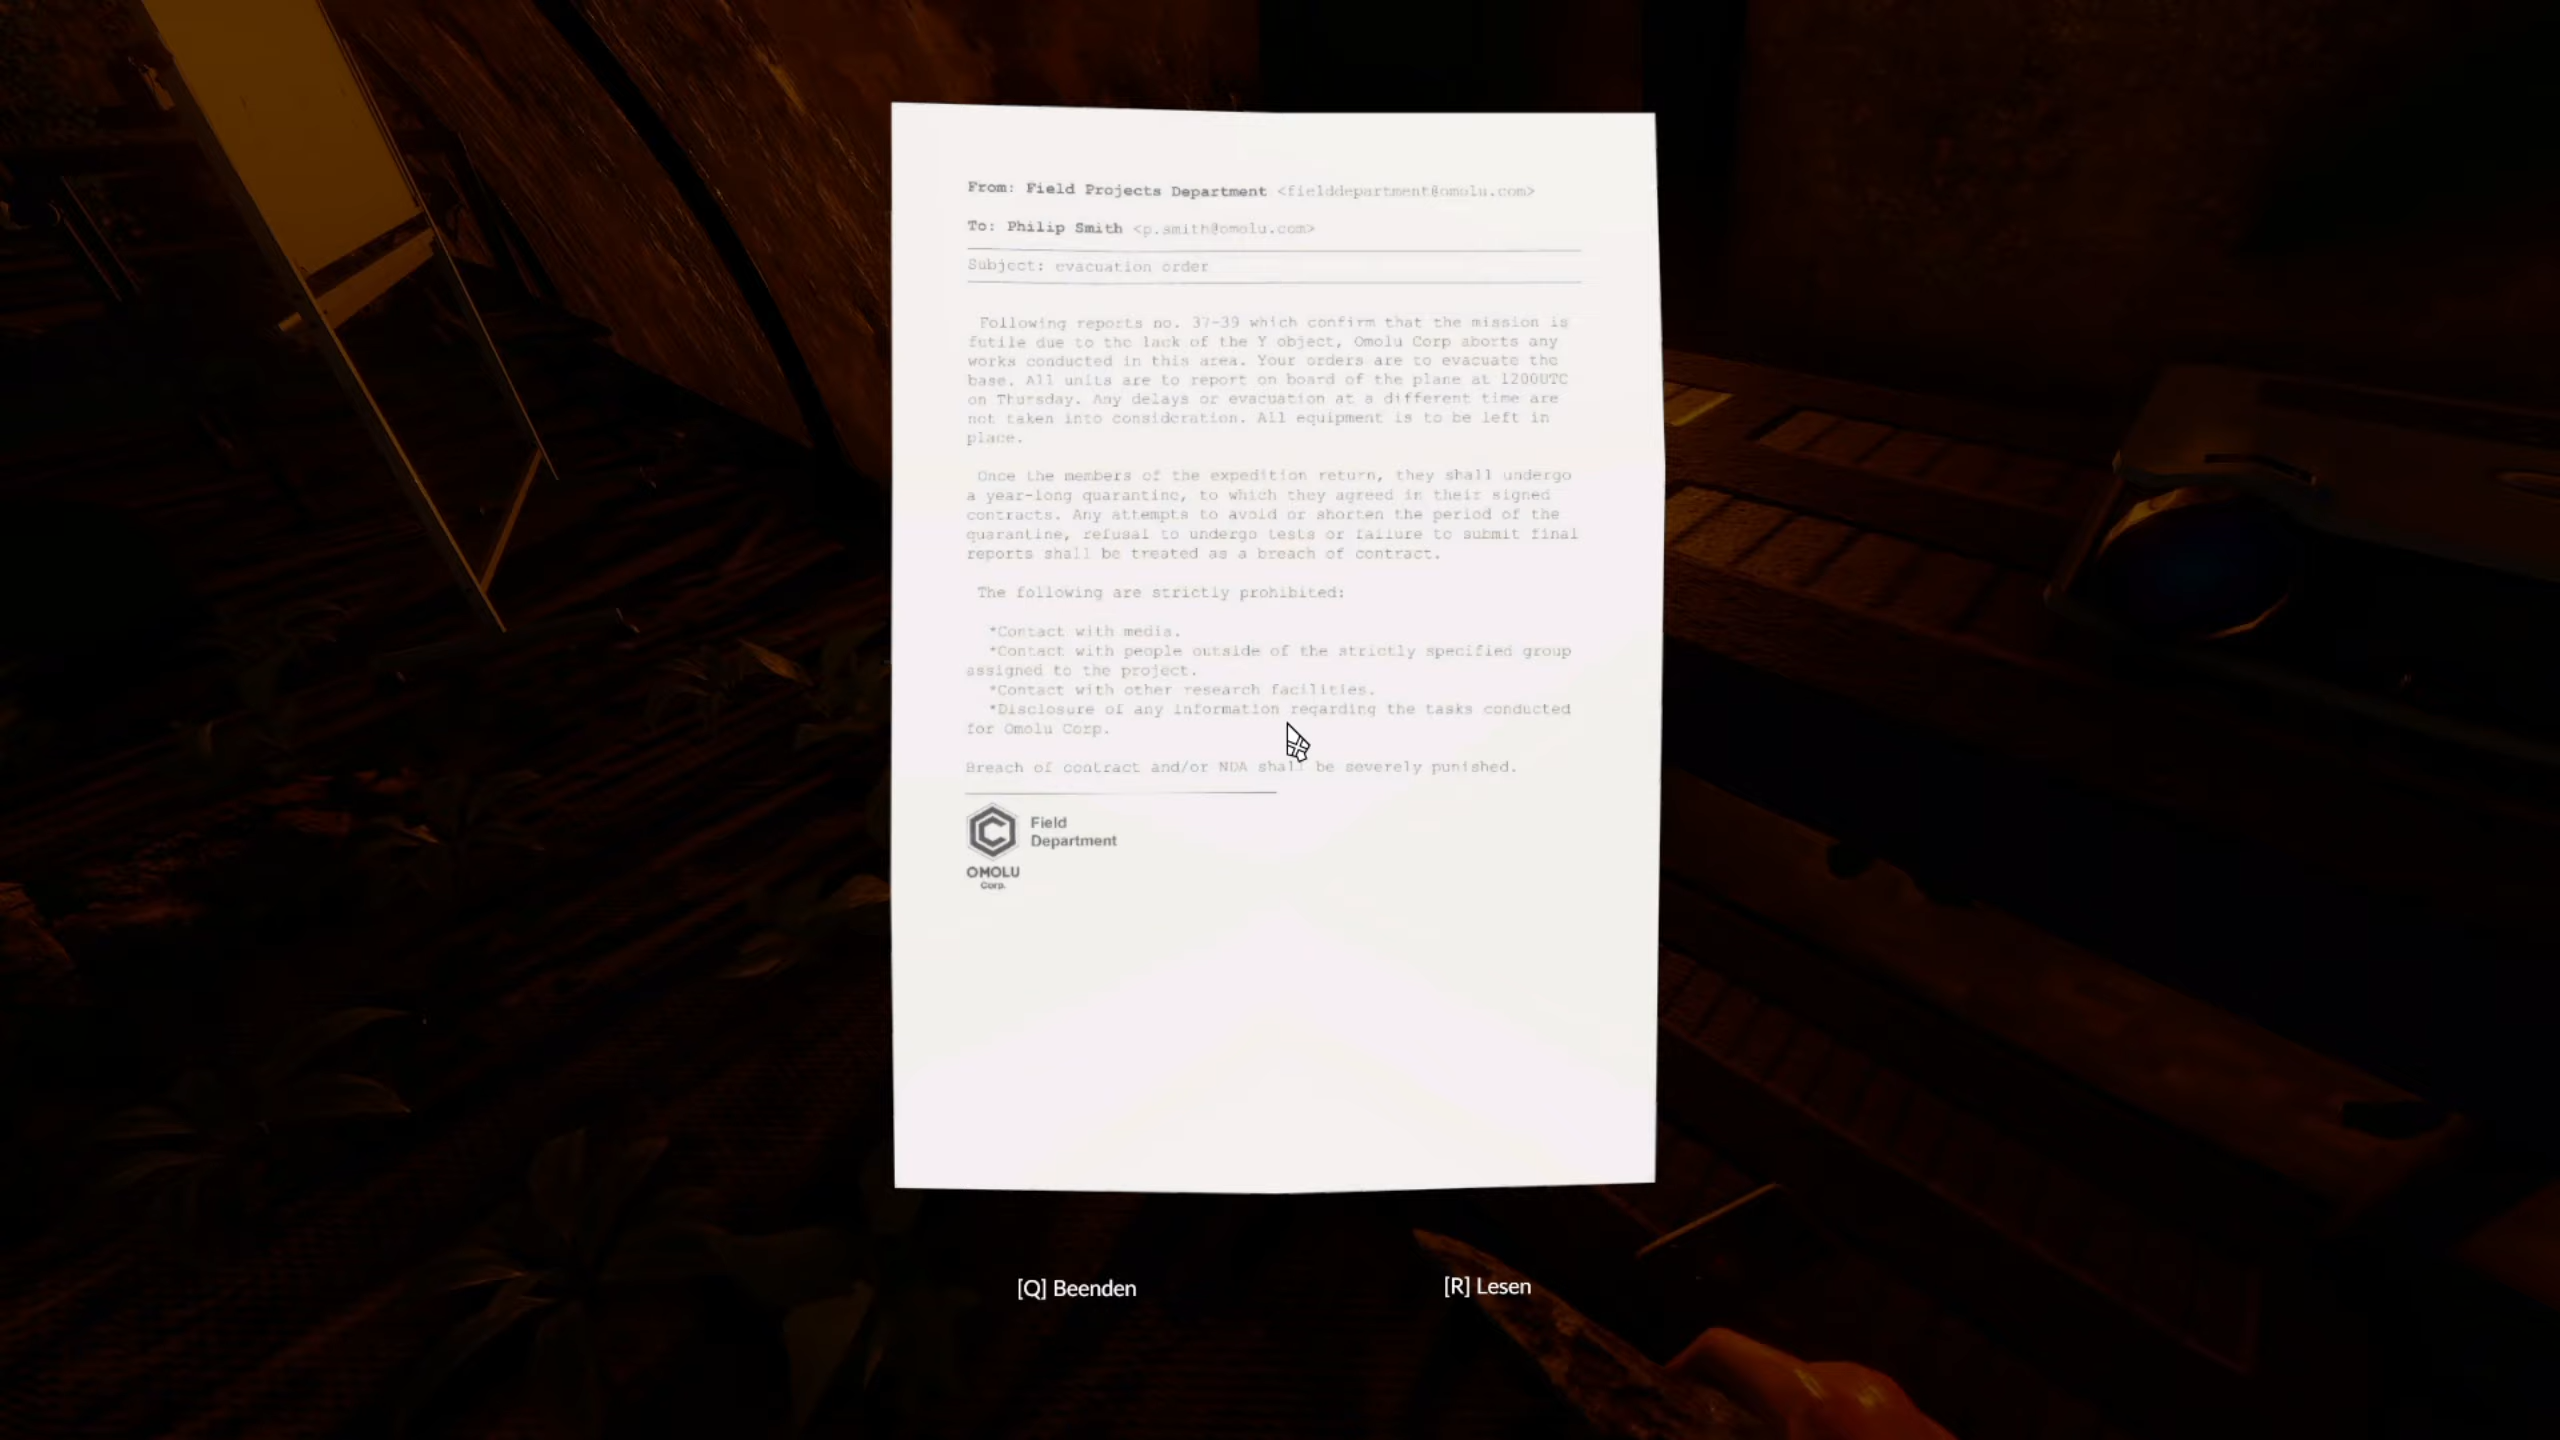 From: Field Projects Department <fielddepartment@omolu.com>
To: Philip Smith <p.smith@omolu.com>
Subject: evacuation order
Following reports no. 37-39 which confirm that the mission is
futile due to the lack of the Y object, Omolu Corp aborts any
works conducted in this area. Your orders are to evacuate the
base. All units are to report on board of the plane at 1200UTC
on Thursday. Any delays or evacuation at a different time are
not taken into consideration. All equipment is to be left in
place.
Once the members of the expedition return, they shall undergo
a year-long quarantine, to which they agreed in their signed
contracts. Any attempts to avoid or shorten the period of the
quarantine, refusal to undergo tests or failure to submit final
reports shall be treated as a breach of contract.
The following are strictly prohibited:
*Contact with media.
*Contact with people outside of the strictly specified group
assigned to the project.
*Contact with other research facilities.
*Disclosure of any information regarding the tasks conducted
for Omolu Corp.
Breach of contract and/or NDA shall be severely punished.
Field
Department
OMOLU
Corp.
[Q] Beenden
[R] Lesen